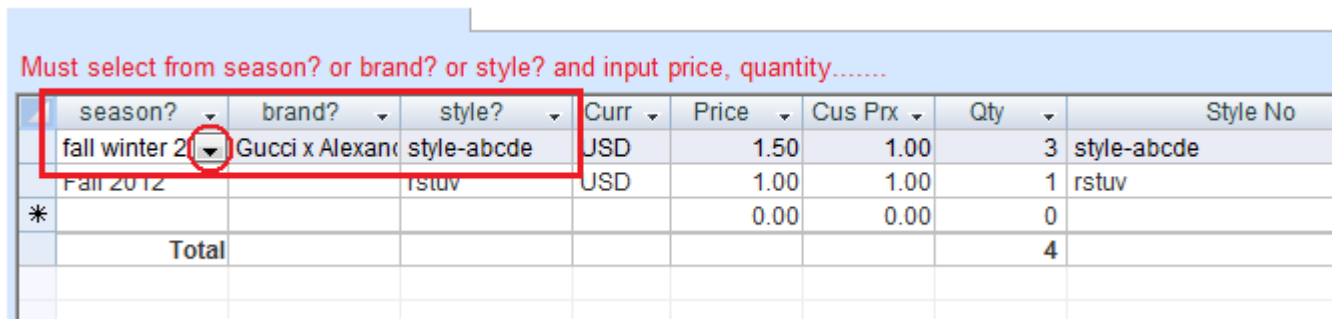 Must select from season? or brand? or style? and input price, quantity.......
season? brand? style? Curr Price Cus Prx Qty Style No
fall winter 2 Gucci x Alexand style-abcde USD 1.50 1.00 3 style-abcde
Fall 2012 rstuv USD 1.00 1.00 1 rstuv
* 0.00 0.00 0
Total 4